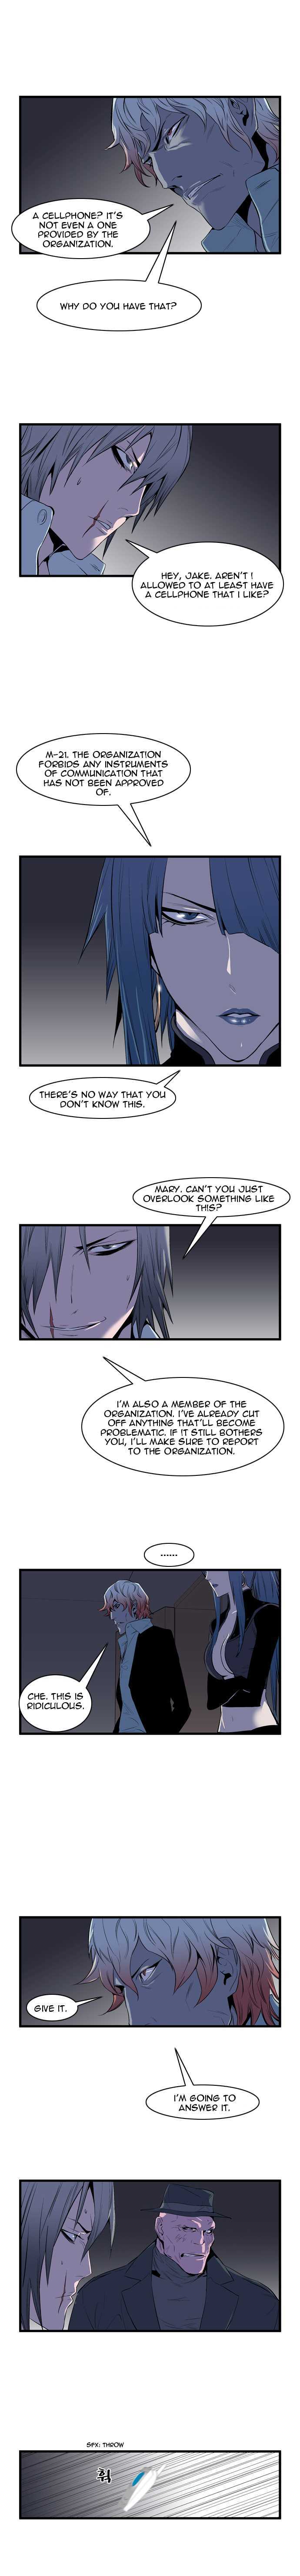 A CELLPHONE? IT'S
NOT EVEN A ONE
PROVIDED BY THE
ORGANIZATION.
WHY DO YOU HAVE THAT?
HEY, JAKE. AREN'T I
ALLOWED TO AT LEAST HAVE
A CELLPHONE THAT I LIKE?
M-21. THE ORGANIZATION
FORBIDS ANY INSTRUMENTS
OF COMMUNICATION THAT
HAS NOT BEEN APPROVED
OF.
THERE'S NO WAY THAT YOU
DON'T KNOW THIS.
MARY. CAN'T YOU JUST
OVERLOOK SOMETHING LIKE
THIS?
I'M ALSO A MEMBER OF THE
ORGANIZATION. I'VE ALREADY CUT
OFF ANYTHING THAT'LL BECOME
PROBLEMATIC. IF IT STILL BOTHERS
YOU, I'LL MAKE SURE TO REPORT
TO THE ORGANIZATION.
......
CHE. THIS IS
RIDICULOUS.
GIVE IT.
I'M GOING TO
ANSWER IT.
SFX: THROW
휙